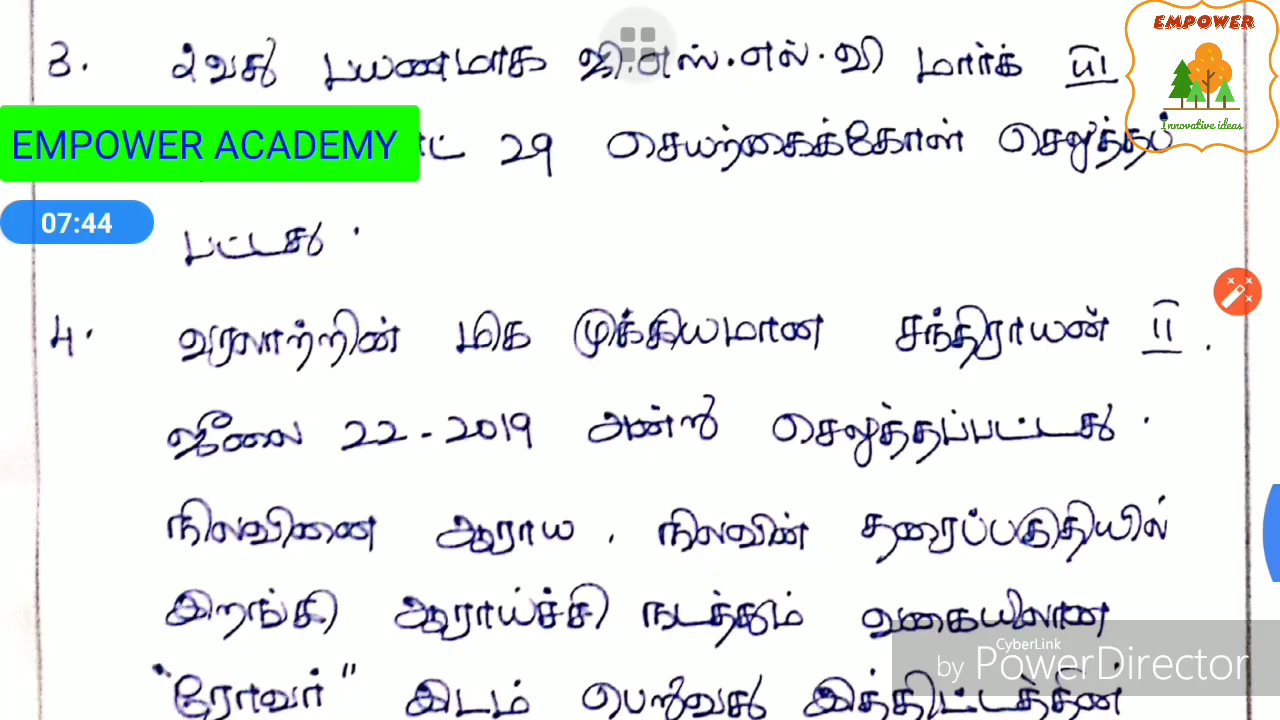 EMPOWER
Innovative ideas
3. 2வது பயணமாக ஜி.எஸ்.எல்.வி மார்க் III
EMPOWER ACADEMY
ட் 29 செயற்கைக்கோள் செலுத்தப்
07:44
பட்டது.
4. வரலாற்றின் மிக முக்கியமான சந்திராயன் II.
ஜீலை 22-2019 அன்று செலுத்தப்பட்டது.
நிலவினை ஆராய, நிலவின் தரைப்பகுதியில்
இறங்கி ஆராய்ச்சி நடத்தும் வகையிலான
"ரோவர்" இடம் பெறுவது இத்திட்டத்தின்
CyberLink
by PowerDirector